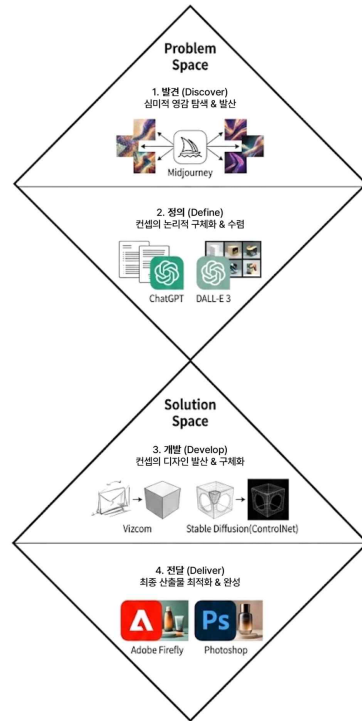 Problem
Space
1. 발견 (Discover)
심미적 영감 탐색 & 발산
Midjourney
2. 정의 (Define)
컨셉의 논리적 구체화 & 수렴
ChatGPT
DALL-E 3
Solution
Space
3. 개발 (Develop)
컨셉의 디자인 발산 & 구체화
Vizcom
Stable Diffusion(ControlNet)
4. 전달 (Deliver)
최종 산출물 최적화 & 완성
Ps
Adobe Firefly
Photoshop